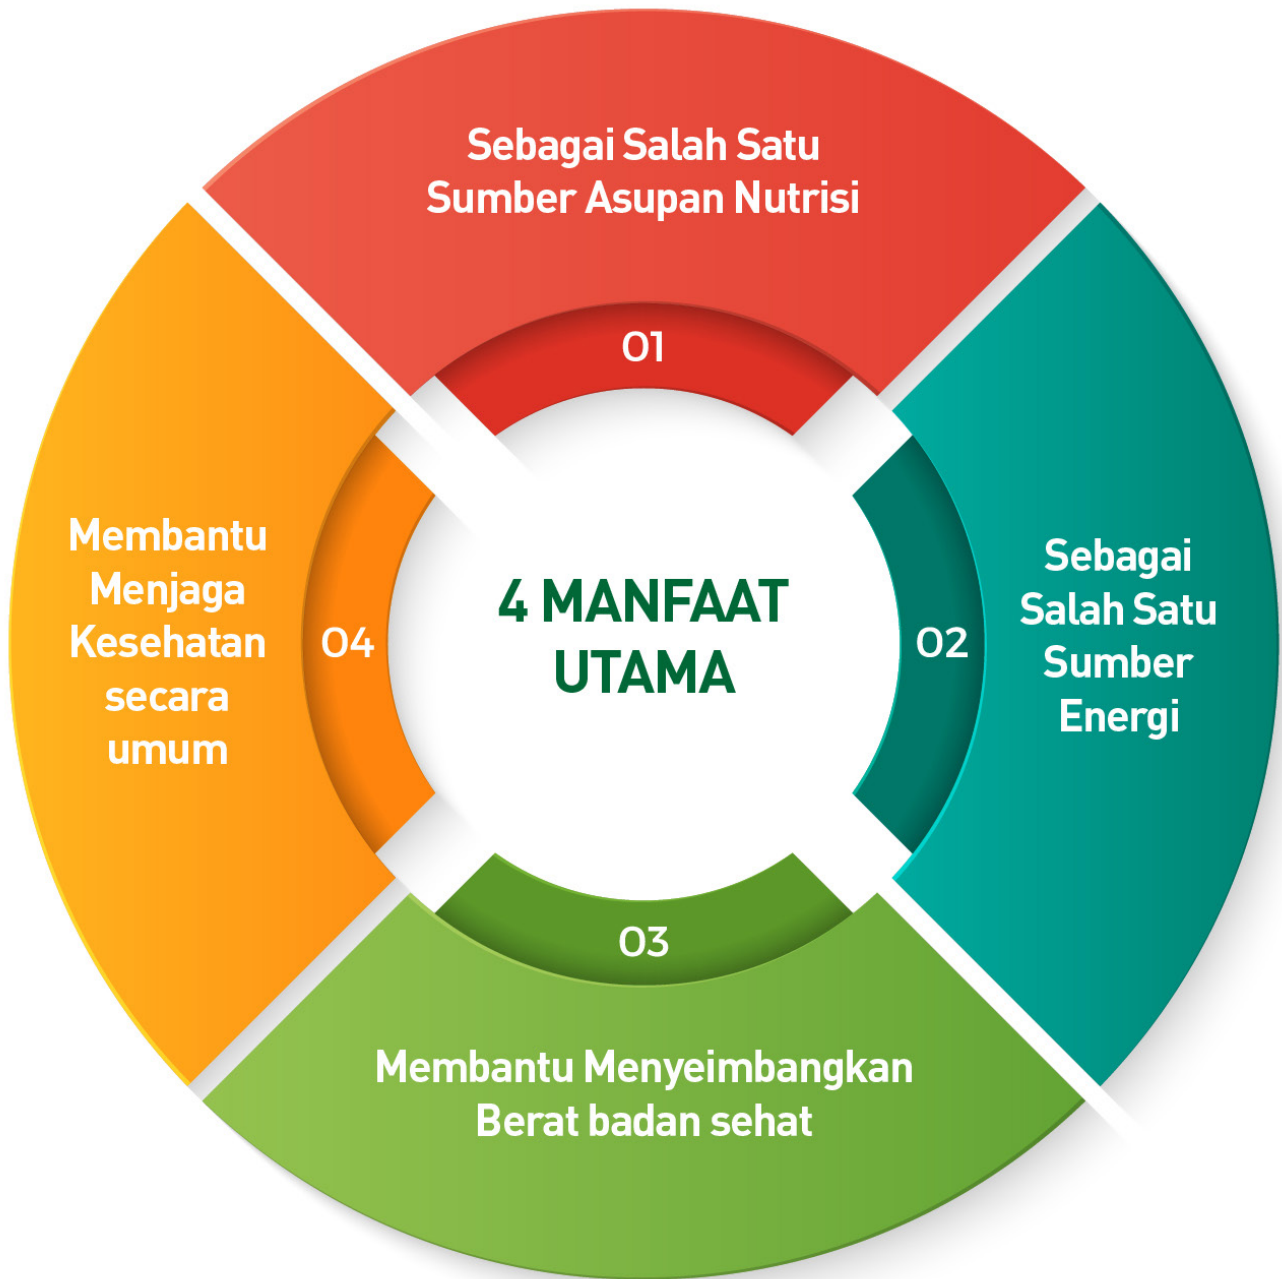 Sebagai Salah Satu
Sumber Asupan Nutrisi
01
Sebagai
Salah Satu
Sumber
Energi
02
Membantu Menyeimbangkan
Berat badan sehat
03
Membantu
Menjaga
Kesehatan
secara
umum
04
4 MANFAAT
UTAMA